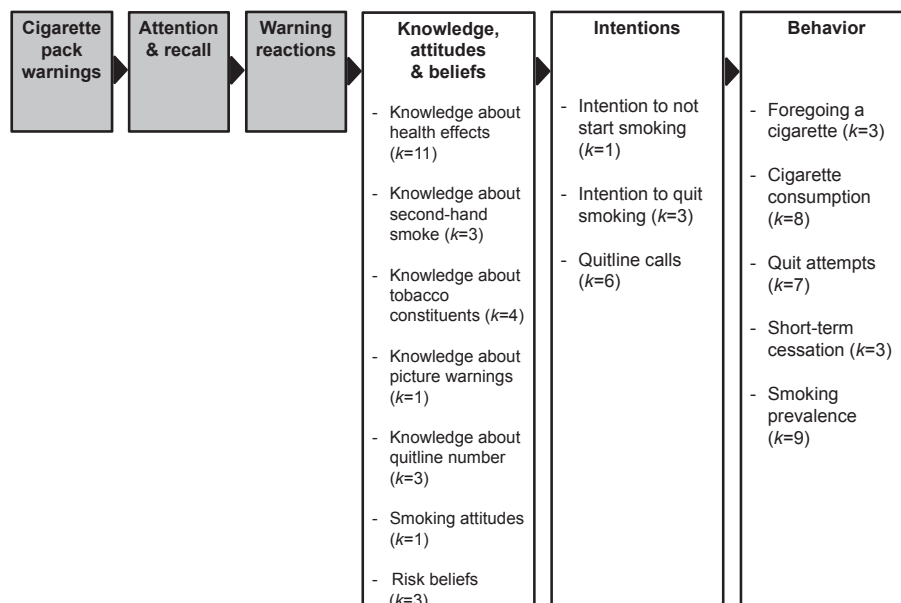 Cigarette
pack
warnings
Attention
& recall
Warning
reactions
Knowledge,
attitudes
& beliefs
- Knowledge about
health effects
(k=11)
- Knowledge about
second-hand
smoke (k=3)
- Knowledge about
tobacco
constituents (k=4)
- Knowledge about
picture warnings
(k=1)
- Knowledge about
quitline number
(k=3)
- Smoking attitudes
(k=1)
- Risk beliefs
(k=3)
Intentions
- Intention to not
start smoking
(k=1)
- Intention to quit
smoking (k=3)
- Quitline calls
(k=6)
Behavior
- Foregoing a
cigarette (k=3)
- Cigarette
consumption
(k=8)
- Quit attempts
(k=7)
- Short-term
cessation (k=3)
- Smoking
prevalence
(k=9)